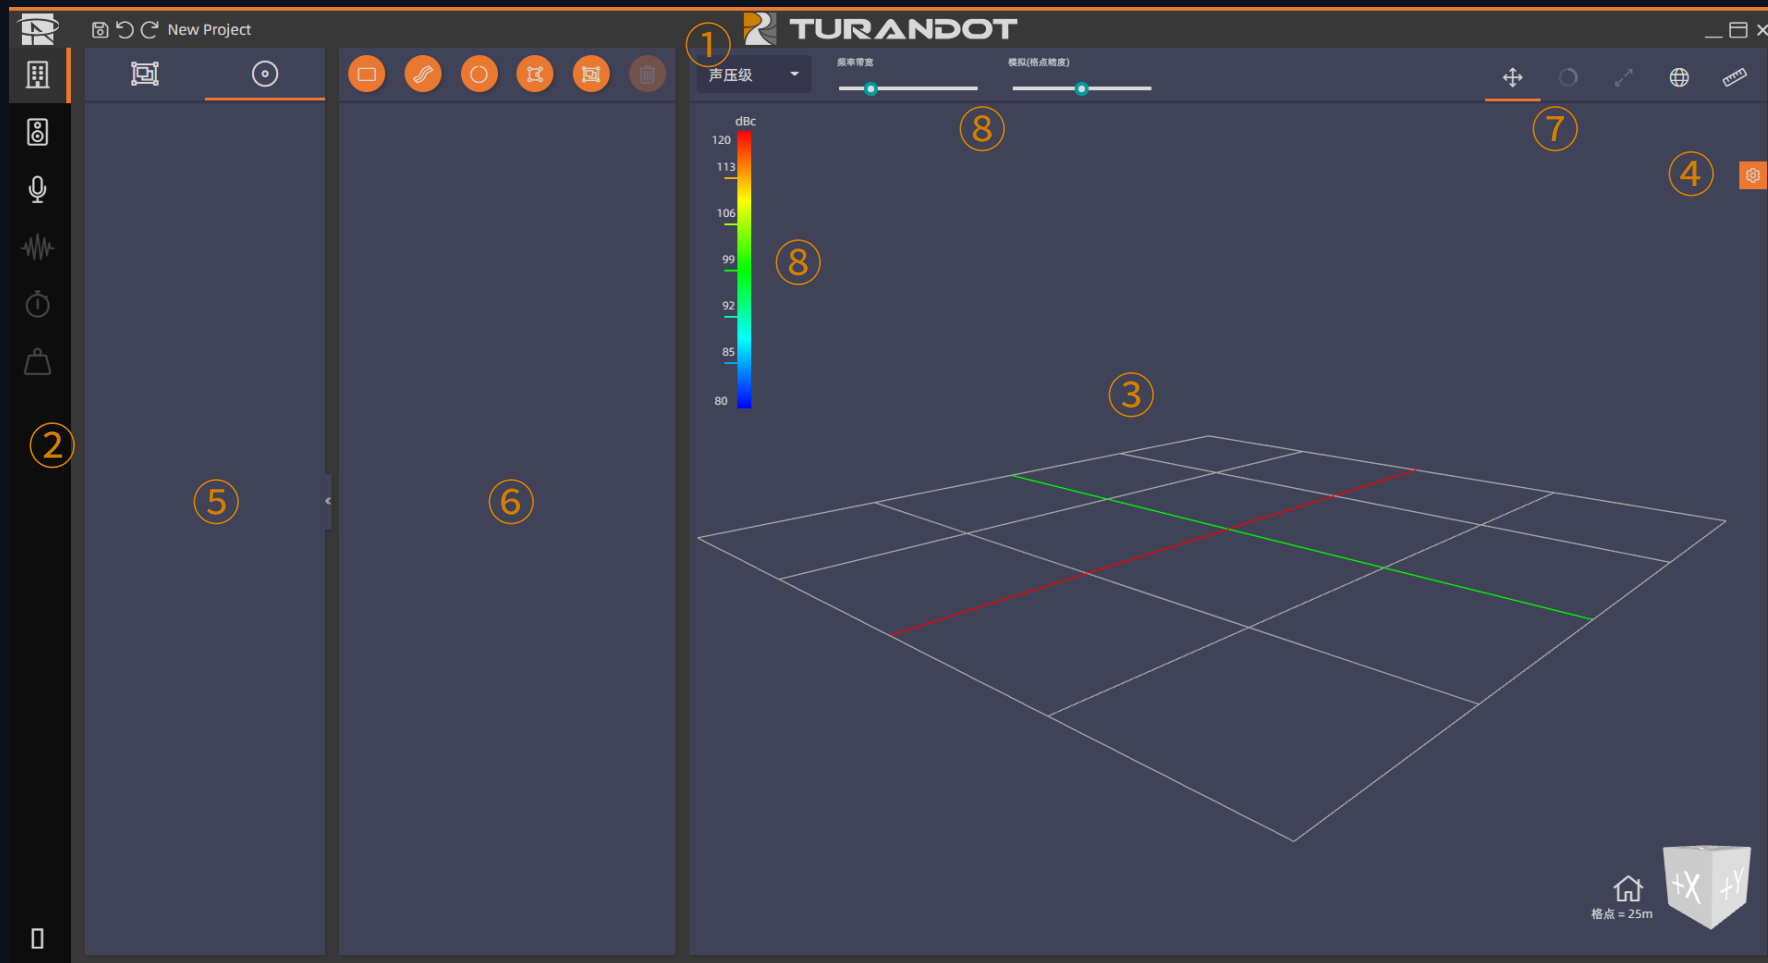 New Project
TURANDOT
①
声压级
频率带宽
模拟(格点精度)
⑧
⑦
④
dBc
120
113
106
99
92
85
80
⑧
③
②
⑤
⑥
+X
+Y
格点 = 25m